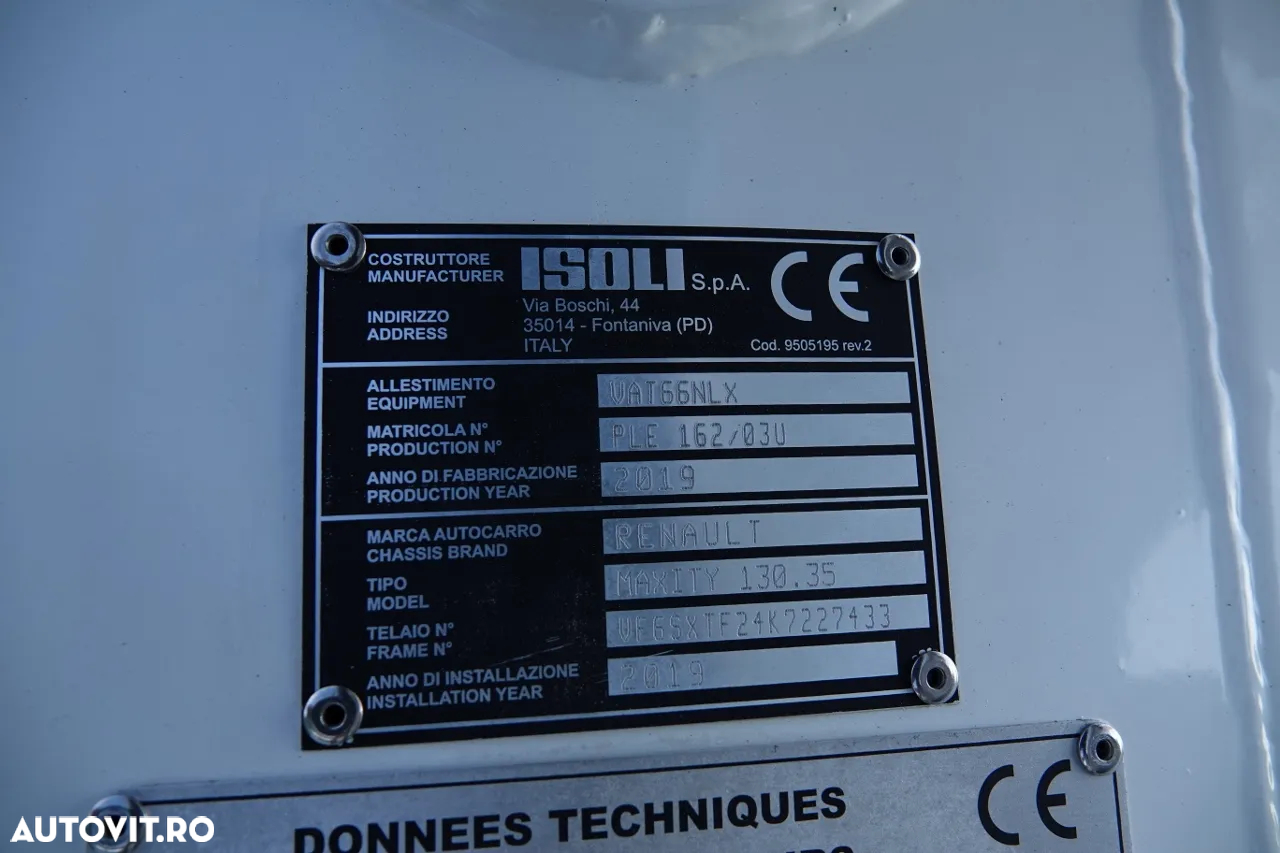 COSTRUTTORE
MANUFACTURER
ISOLI S.p.A.
CE
INDIRIZZO
ADDRESS
Via Boschi, 44
35014 - Fontaniva (PD)
ITALY
Cod. 9505195 rev.2
ALLESTIMENTO
EQUIPMENT
VAT66NLX
MATRICOLA N°
PRODUCTION N°
PLE 162/03U
ANNO DI FABBRICAZIONE
PRODUCTION YEAR
2019
MARCA AUTOCARRO
CHASSIS BRAND
RENAULT
TIPO
MODEL
MAXITY 130.35
TELAIO N°
FRAME N°
VF6SXTF24K7227433
ANNO DI INSTALLAZIONE
INSTALLATION YEAR
2019
DONNEES TECHNIQUES
CE
AUTOVIT.RO